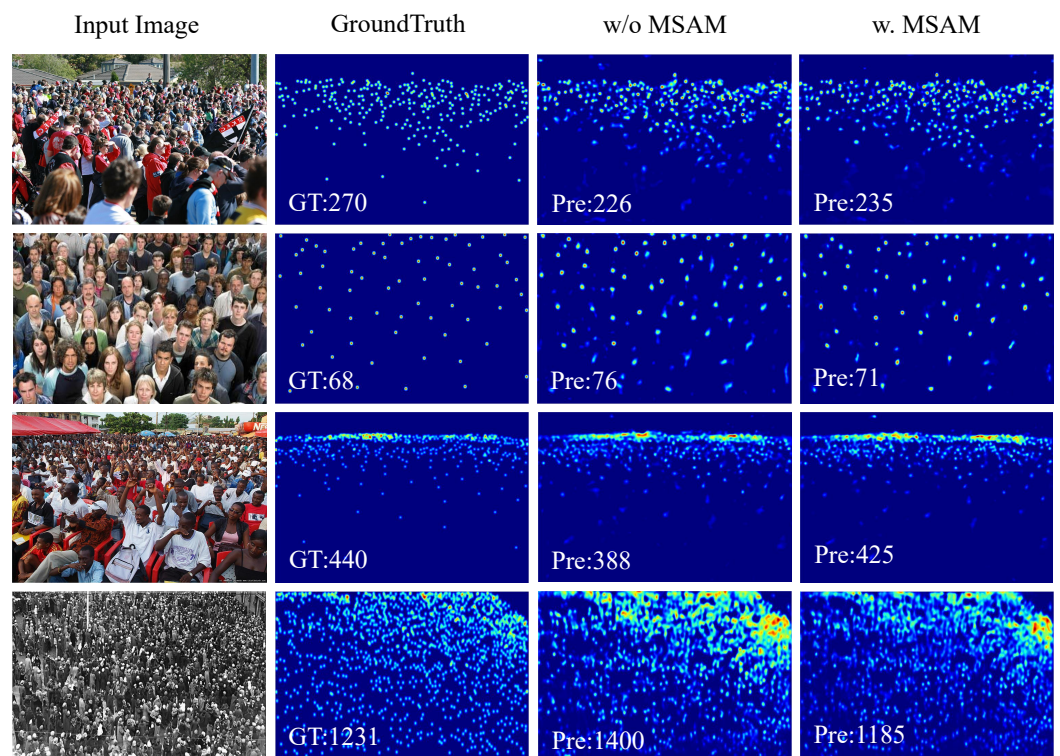 Input Image GroundTruth w/o MSAM w. MSAM
GT:270 Pre:226 Pre:235
GT:68 Pre:76 Pre:71
GT:440 Pre:388 Pre:425
GT:1231 Pre:1400 Pre:1185